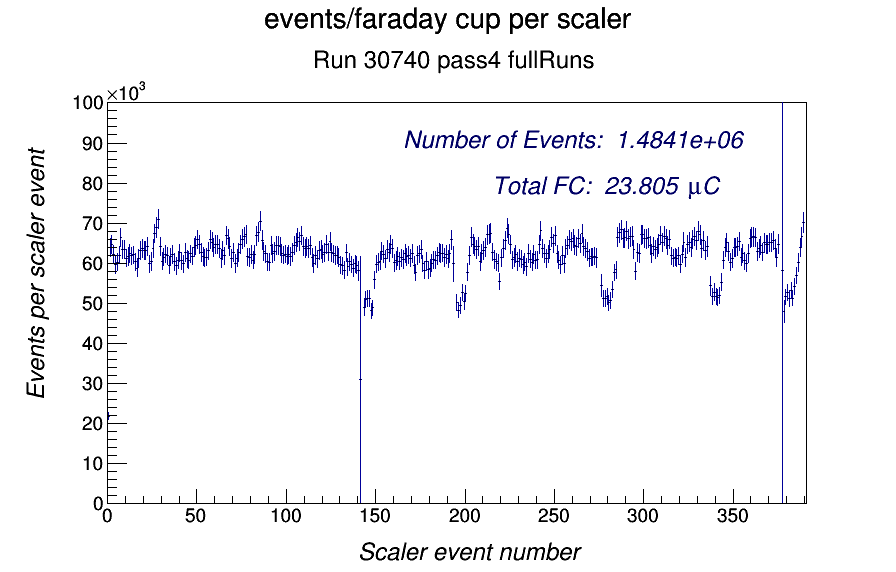 events/faraday cup per scaler
Run 30740 pass4 fullRuns
×10³
100
90
80
70
60
50
40
30
20
10
0
Events per scaler event
Number of Events: 1.4841e+06
Total FC: 23.805 μC
0 50 100 150 200 250 300 350
Scaler event number